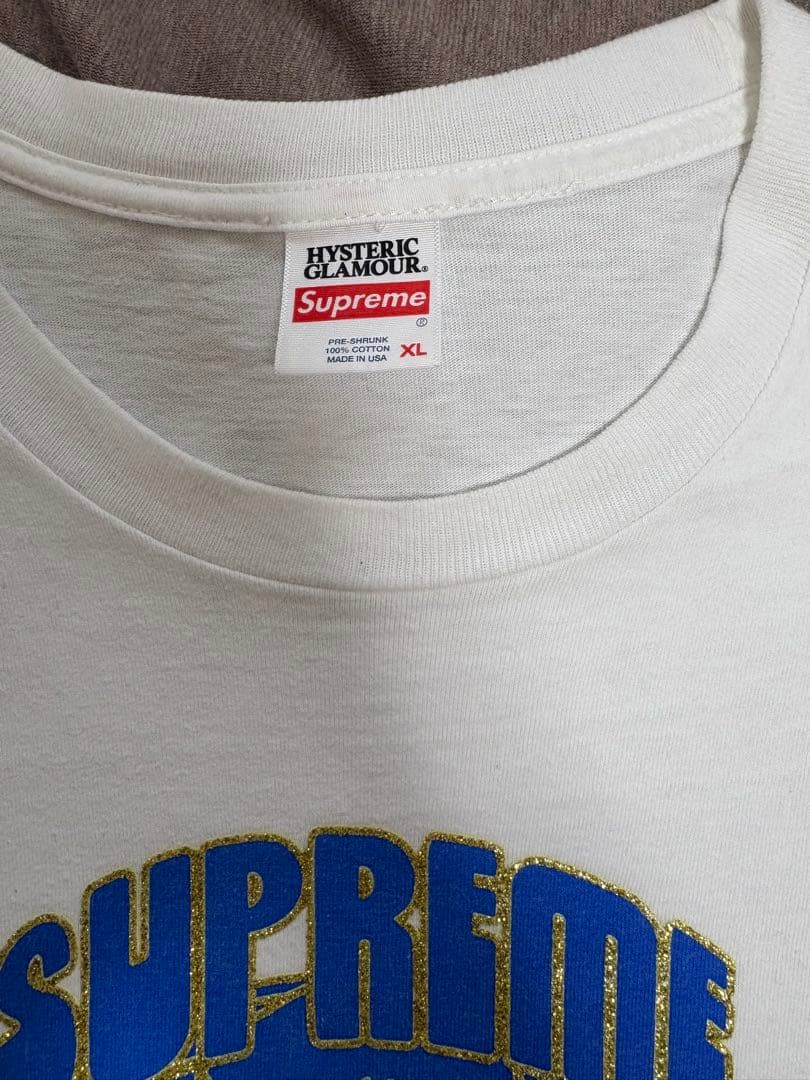 HYSTERIC
GLAMOUR®
Supreme
®
PRE-SHRUNK
100% COTTON
MADE IN USA
XL
SUPREME